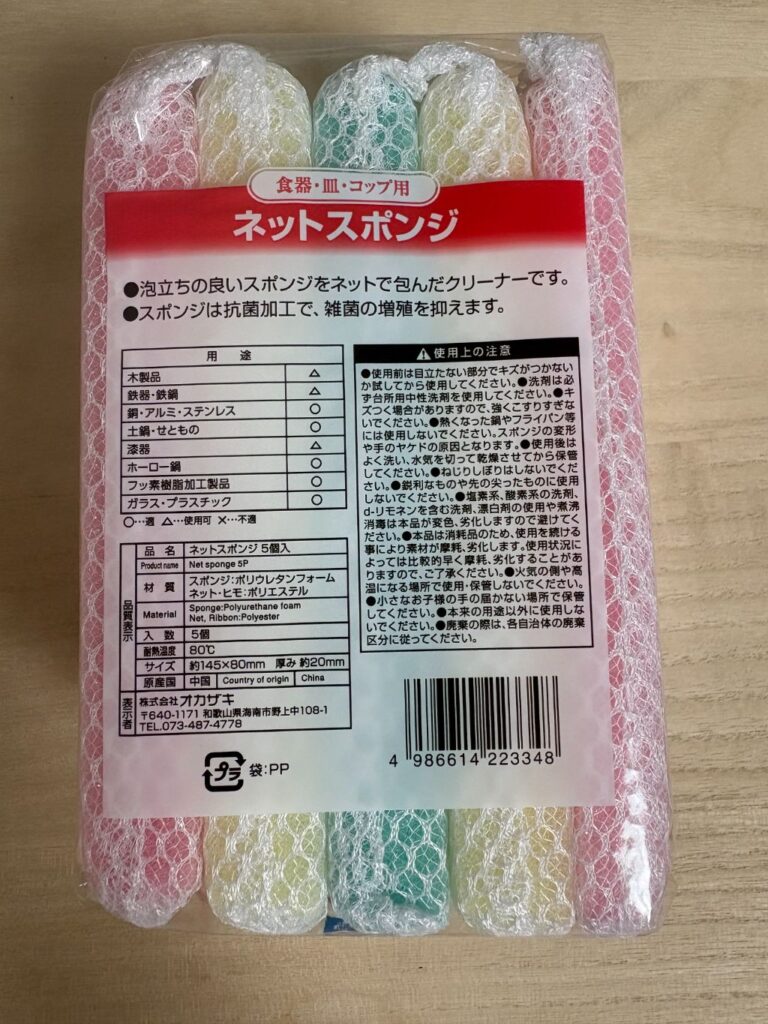 食器・皿・コップ用
ネットスポンジ
●泡立ちの良いスポンジをネットで包んだクリーナーです。
●スポンジは抗菌加工で、雑菌の増殖を抑えます。
用 途
木製品 △
鉄器・鉄鍋 △
銅・アルミ・ステンレス ○
土鍋・せともの ○
漆器 △
ホーロー鍋 ○
フッ素樹脂加工製品 ○
ガラス・プラスチック ○
○…適 △…使用可 ×…不適
品質表示
品 名 ネットスポンジ 5個入
Product name Net sponge 5P
材 質 スポンジ:ポリウレタンフォーム
ネット・ヒモ:ポリエステル
Material Sponge:Polyurethane foam
Net, Ribbon:Polyester
入 数 5個
耐熱温度 80℃
サイズ 約145×80mm 厚み 約20mm
原産国 中国 Country of origin China
表示者
株式会社オカザキ
〒640-1171 和歌山県海南市野上中108-1
TEL.073-487-4778
プラ 袋:PP
⚠使用上の注意
●使用前は目立たない部分でキズがつかない
か試してから使用してください。●洗剤は必
ず台所用中性洗剤を使用してください。●キ
ズつく場合がありますので、強くこすりすぎな
いでください。●熱くなった鍋やフライパン等
には使用しないでください。スポンジの変形
や手のヤケドの原因となります。●使用後は
よく洗い、水気を切って乾燥させてから保管
してください。●ねじりしぼりはしないでくだ
さい。●鋭利なものや先の尖ったものに使用
しないでください。●塩素系、酸素系の洗剤、
d-リモネンを含む洗剤、漂白剤の使用や煮沸
消毒は本品が変色、劣化しますので避けてく
ださい。●本品は消耗品のため、使用を続ける
事により素材が摩耗、劣化します。使用状況に
よっては比較的早く摩耗、劣化することがあ
りますので、ご了承ください。●火気の側や高
温になる場所で使用・保管しないでください。
●小さなお子様の手の届かない場所で保管
してください。●本来の用途以外に使用しな
いでください。●廃棄の際は、各自治体の廃棄
区分に従ってください。
4 986614 223348